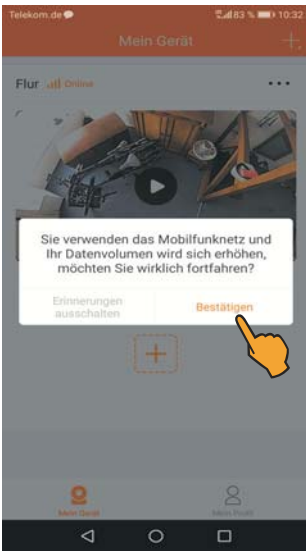 Telekom.de 83 % 10:32
Mein Gerät
Flur Online
Sie verwenden das Mobilfunknetz und
Ihr Datenvolumen wird sich erhöhen,
möchten Sie wirklich fortfahren?
Erinnerungen
ausschalten
Bestätigen
Mein Gerät
Mein Profil